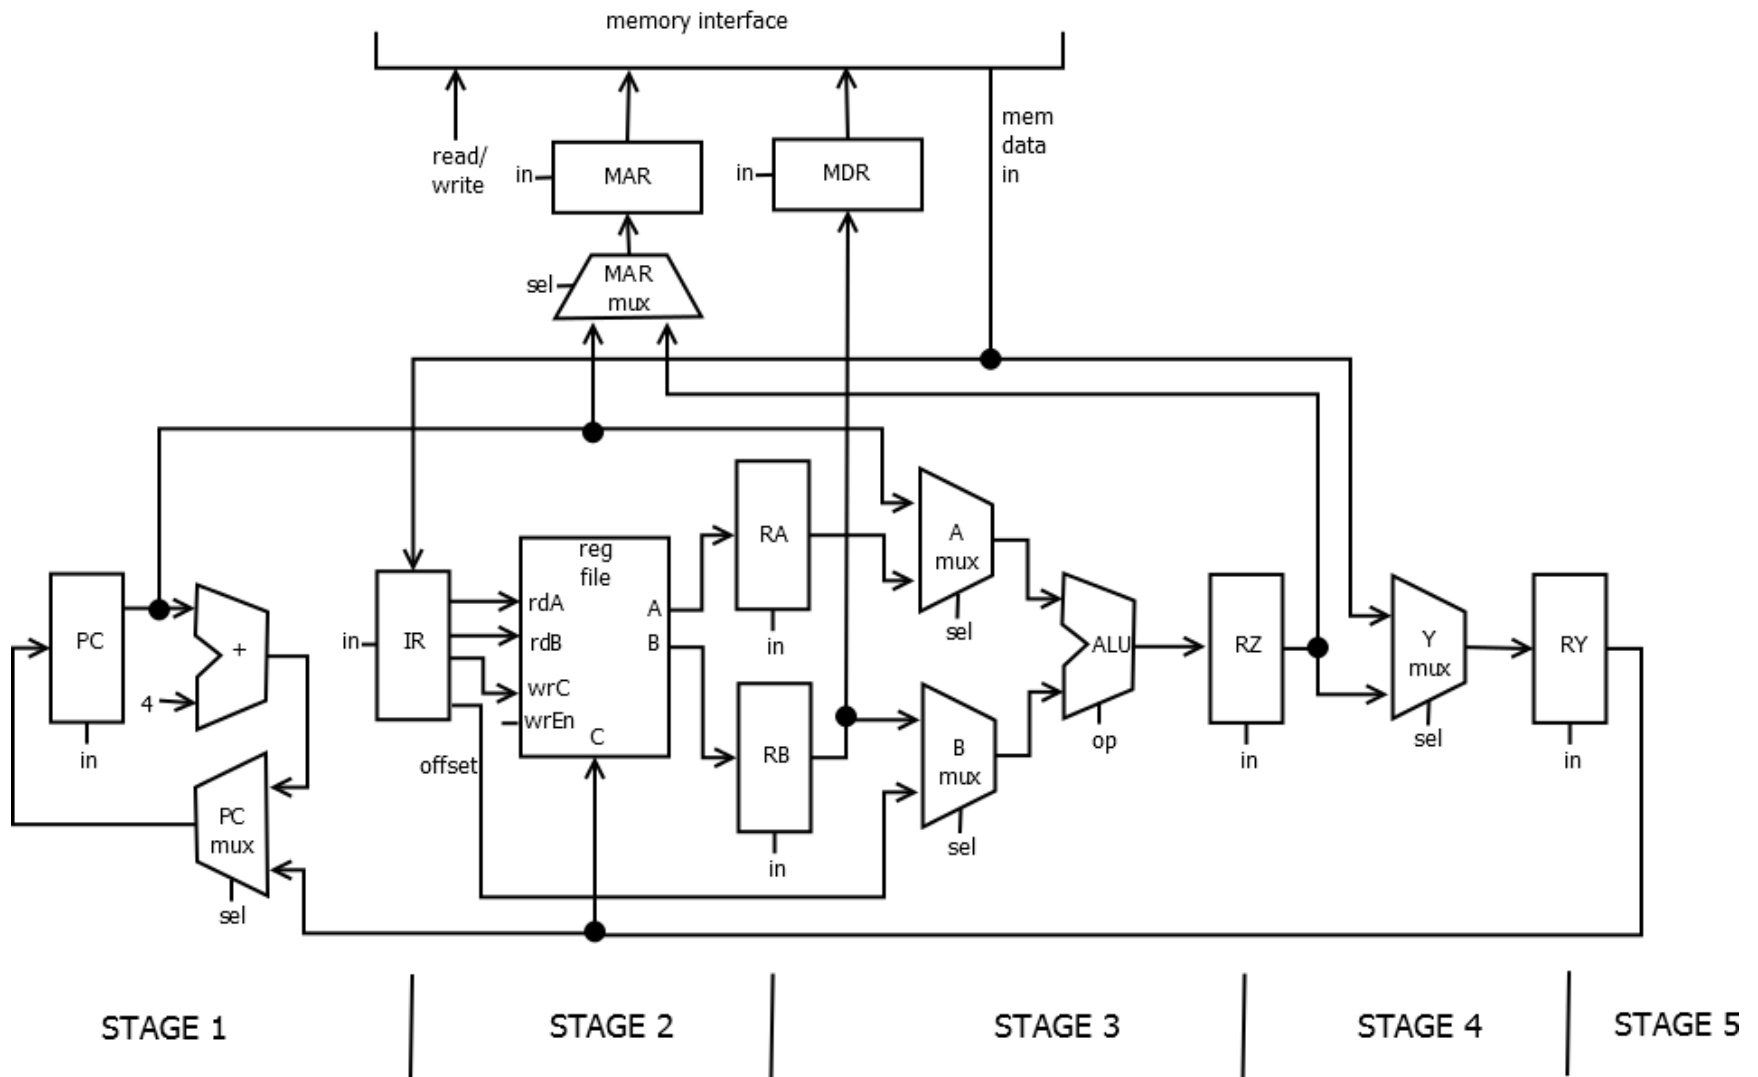 memory interface
mem
data
in
read/
write
in
MAR
in
MDR
sel
MAR
mux
reg
file
RA
in
A
mux
sel
PC
in
+
4
in
IR
rdA
rdB
wrC
wrEn
A
B
C
offset
RB
in
B
mux
sel
ALU
op
RZ
in
Y
mux
sel
RY
in
PC
mux
sel
STAGE 1
STAGE 2
STAGE 3
STAGE 4
STAGE 5